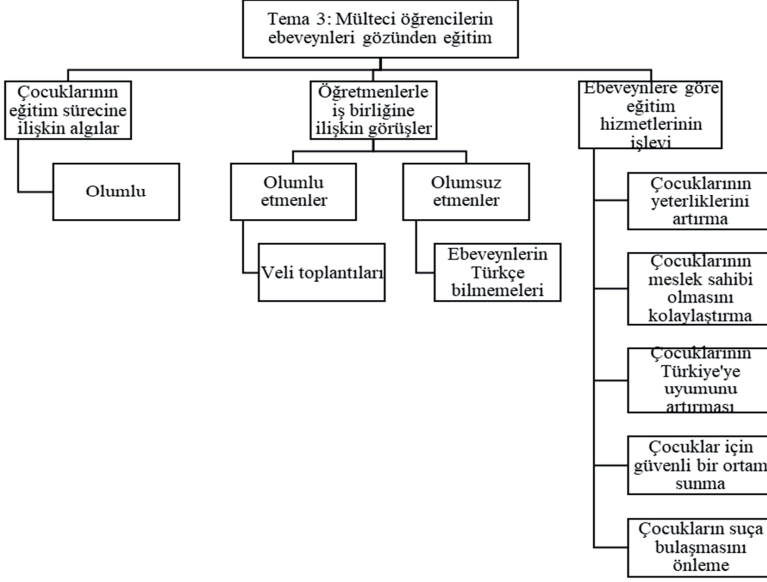 Tema 3: Mülteci öğrencilerin
ebeveynleri gözünden eğitim
Çocuklarının
eğitim sürecine
ilişkin algılar
Olumlu
Öğretmenlerle
iş birliğine
ilişkin görüşler
Olumlu
etmenler
Veli toplantıları
Olumsuz
etmenler
Ebeveynlerin
Türkçe
bilmemeleri
Ebeveynlere göre
eğitim
hizmetlerinin
işlevi
Çocuklarının
yeterliklerini
artırma
Çocuklarının
meslek sahibi
olmasını
kolaylaştırma
Çocuklarının
Türkiye'ye
uyumunu
artırması
Çocuklar için
güvenli bir ortam
sunma
Çocukların suça
bulaşmasını
önleme